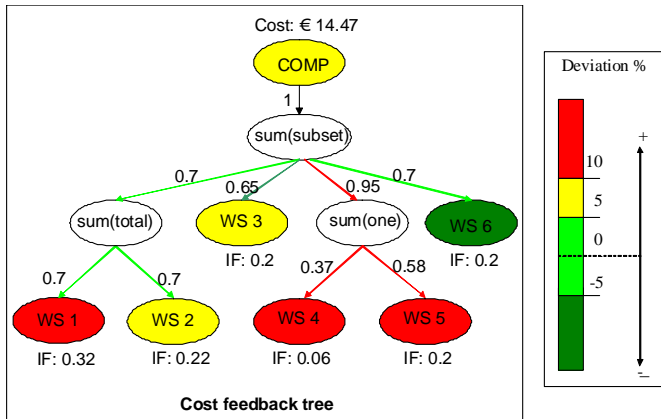 Cost: € 14.47
COMP
1
sum(subset)
0.7
0.65
0.95
0.7
sum(total)
WS 3
sum(one)
WS 6
IF: 0.2
IF: 0.2
0.7
0.7
0.37
0.58
WS 1
WS 2
WS 4
WS 5
IF: 0.32
IF: 0.22
IF: 0.06
IF: 0.2
Cost feedback tree
Deviation %
+
10
5
0
-5